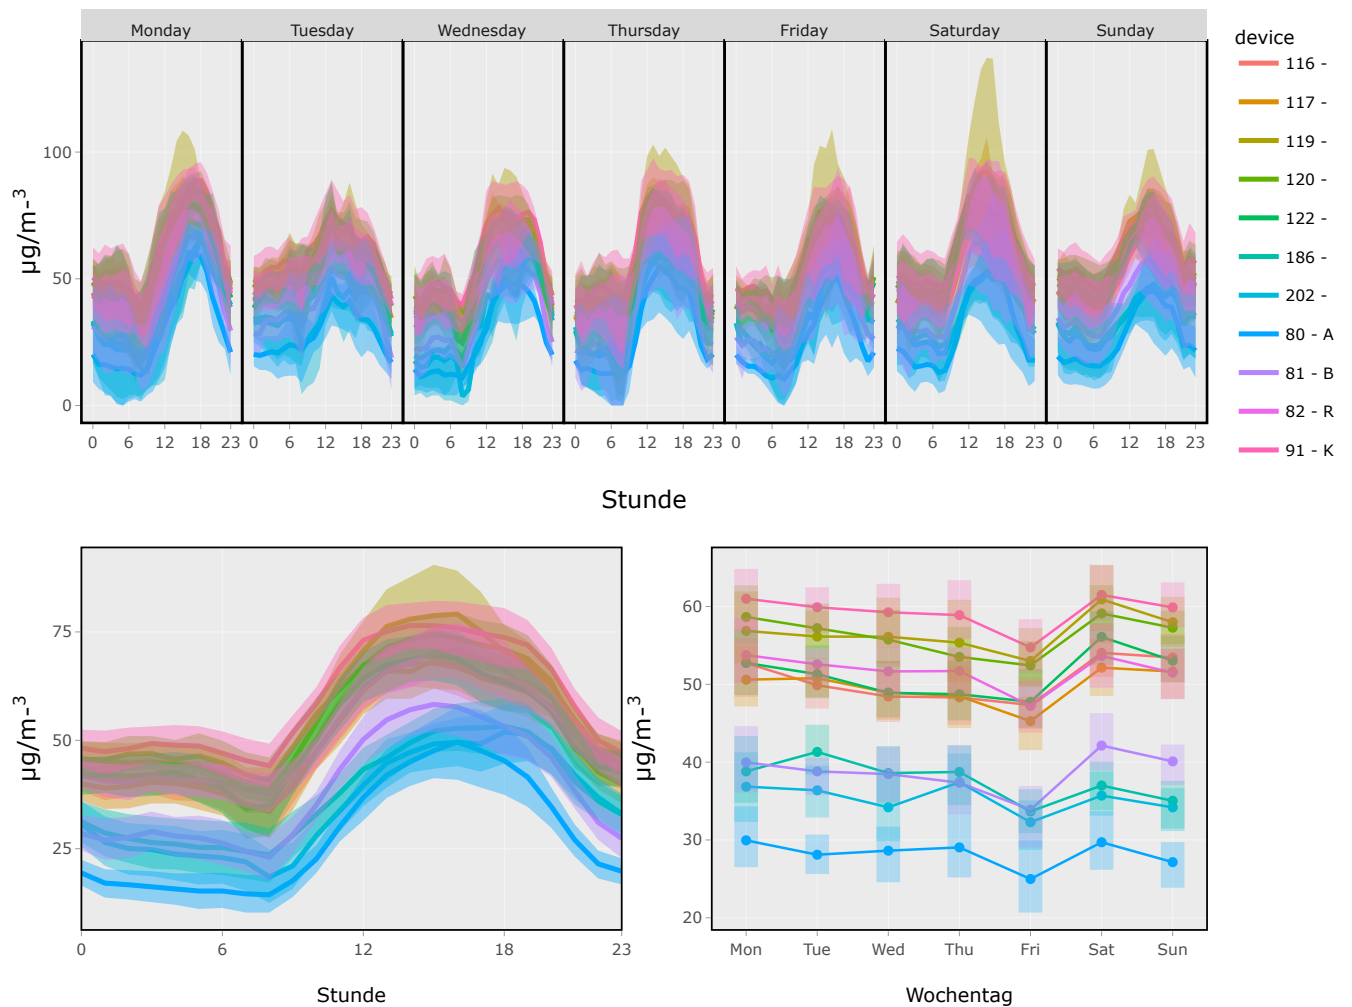 Monday Tuesday Wednesday Thursday Friday Saturday Sunday
device
116 -
117 -
119 -
120 -
122 -
186 -
202 -
80 - A
81 - B
82 - R
91 - K
µg/m-³
100
50
0
0 6 12 18 23 0 6 12 18 23 0 6 12 18 23 0 6 12 18 23 0 6 12 18 23 0 6 12 18 23 0 6 12 18 23
Stunde
µg/m-³
75
50
25
0 6 12 18 23
Stunde
µg/m-³
60
50
40
30
20
Mon Tue Wed Thu Fri Sat Sun
Wochentag